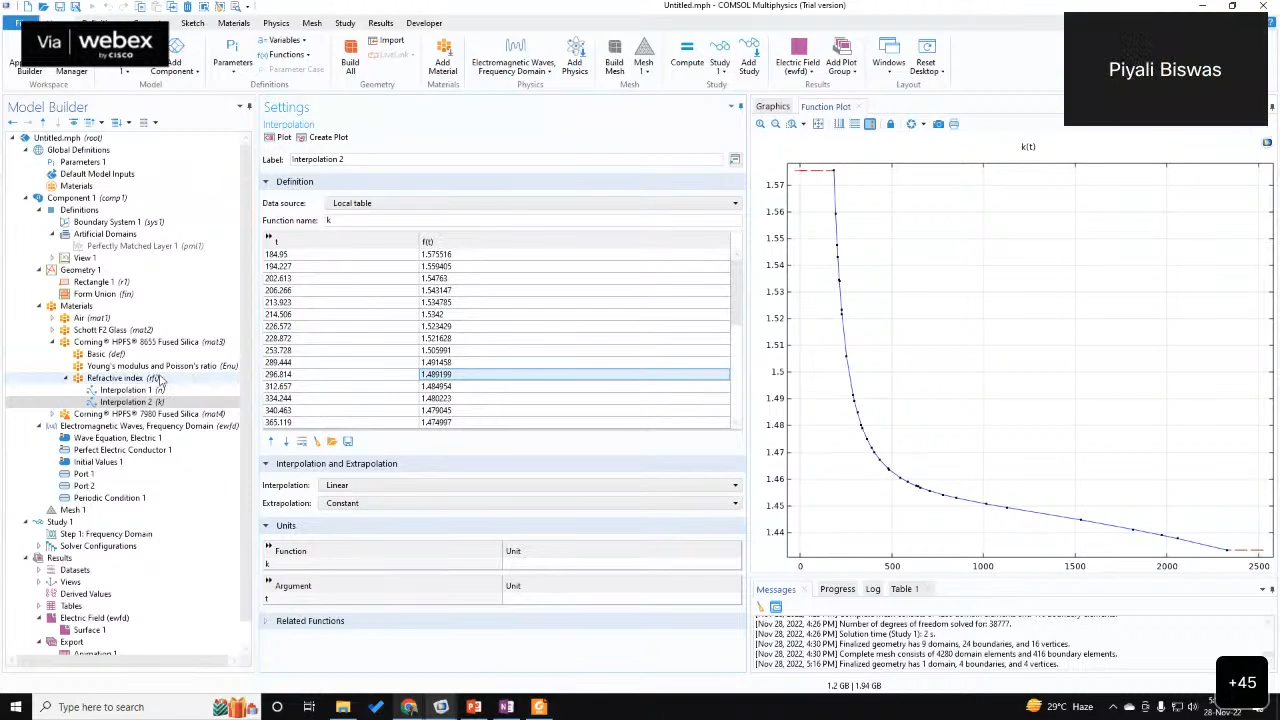 Untitled.mph - COMSOL Multiphysics (Trial version)
Sketch
Materials
Physics
Mesh
Study
Results
Developer
Via webex
by CISCO
Builder
Manager
Workspace
1
Add
Component
Model
Pi
Parameters
1
Variables
Functions
Parameter Case
Definitions
Build
All
Import
LiveLink
Geometry
Add
Material
Materials
Electromagnetic Waves,
Frequency Domain
Add
Physics
Physics
Build
Mesh
Mesh
1
Mesh
Compute
Study
1
Add
Study
Study
Electric Field
(ewfd)
Add Plot
Group
Results
Windows
Reset
Desktop
Layout
Piyali Biswas
Model Builder
Untitled.mph (root)
Global Definitions
Pi Parameters 1
Default Model Inputs
Materials
Component 1 (comp1)
Definitions
Boundary System 1 (sys1)
Artificial Domains
Perfectly Matched Layer 1 (pml1)
View 1
Geometry 1
Rectangle 1 (r1)
Form Union (fin)
Materials
Air (mat1)
Schott F2 Glass (mat2)
Corning® HPFS® 8655 Fused Silica (mat3)
Basic (def)
Young's modulus and Poisson's ratio (Enu)
Refractive index (rfi)
Interpolation 1 (n)
Interpolation 2 (k)
Corning® HPFS® 7980 Fused Silica (mat4)
Electromagnetic Waves, Frequency Domain (ewfd)
Wave Equation, Electric 1
Perfect Electric Conductor 1
Initial Values 1
Port 1
Port 2
Periodic Condition 1
Mesh 1
Study 1
Step 1: Frequency Domain
Solver Configurations
Results
Datasets
Views
Derived Values
Tables
Electric Field (ewfd)
Surface 1
Export
Animation 1
Settings
Interpolation
Plot Create Plot
Label: Interpolation 2
Definition
Data source: Local table
Function name: k
t f(t)
184.95 1.575516
194.227 1.559405
202.613 1.54763
206.266 1.543147
213.923 1.534785
214.506 1.5342
226.572 1.523429
228.872 1.521628
253.728 1.505991
289.444 1.491458
296.814 1.489199
312.657 1.484954
334.244 1.480223
340.463 1.479045
365.119 1.474997
Interpolation and Extrapolation
Interpolation: Linear
Extrapolation: Constant
Units
Function Unit
k
Argument Unit
t
Related Functions
Graphics Function Plot
k(t)
1.57
1.56
1.55
1.54
1.53
1.52
1.51
1.5
1.49
1.48
1.47
1.46
1.45
1.44
0 500 1000 1500 2000 2500
Messages Progress Log Table 1
[Nov 28, 2022, 4:26 PM] Number of degrees of freedom solved for: 38777.
[Nov 28, 2022, 4:26 PM] Solution time (Study 1): 2 s.
[Nov 28, 2022, 4:30 PM] Finalized geometry has 9 domains, 24 boundaries, and 16 vertices.
[Nov 28, 2022, 4:30 PM] Complete mesh consists of 4280 domain elements and 416 boundary elements.
[Nov 28, 2022, 5:16 PM] Finalized geometry has 1 domain, 4 boundaries, and 4 vertices.
1.2 GB | 1.94 GB
+45
Type here to search
29°C Haze
28-Nov-22